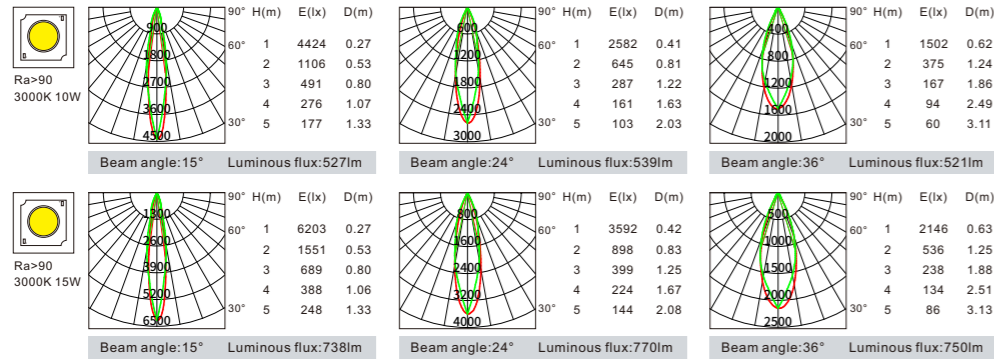 Ra>90
3000K 10W
900
1800
2700
3600
4500
90°
60°
30°
H(m) E(lx) D(m)
1 4424 0.27
2 1106 0.53
3 491 0.80
4 276 1.07
5 177 1.33
Beam angle:15° Luminous flux:527lm
600
1200
1800
2400
3000
90°
60°
30°
H(m) E(lx) D(m)
1 2582 0.41
2 645 0.81
3 287 1.22
4 161 1.63
5 103 2.03
Beam angle:24° Luminous flux:539lm
400
800
1200
1600
2000
90°
60°
30°
H(m) E(lx) D(m)
1 1502 0.62
2 375 1.24
3 167 1.86
4 94 2.49
5 60 3.11
Beam angle:36° Luminous flux:521lm
Ra>90
3000K 15W
1300
2600
3900
5200
6500
90°
60°
30°
H(m) E(lx) D(m)
1 6203 0.27
2 1551 0.53
3 689 0.80
4 388 1.06
5 248 1.33
Beam angle:15° Luminous flux:738lm
800
1600
2400
3200
4000
90°
60°
30°
H(m) E(lx) D(m)
1 3592 0.42
2 898 0.83
3 399 1.25
4 224 1.67
5 144 2.08
Beam angle:24° Luminous flux:770lm
500
1000
1500
2000
2500
90°
60°
30°
H(m) E(lx) D(m)
1 2146 0.63
2 536 1.25
3 238 1.88
4 134 2.51
5 86 3.13
Beam angle:36° Luminous flux:750lm